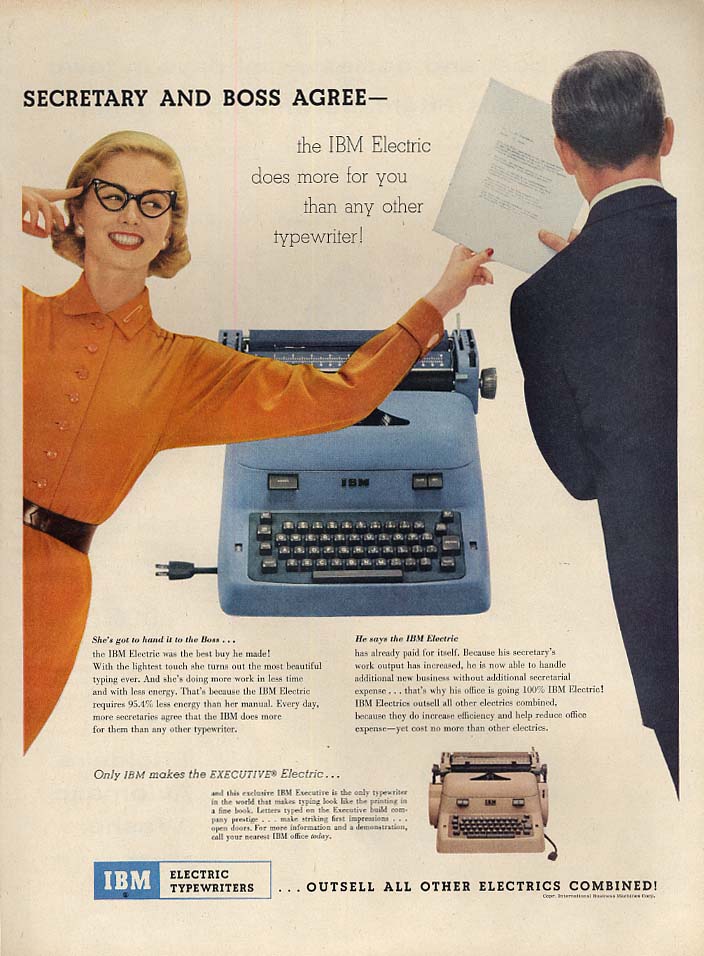 SECRETARY AND BOSS AGREE—
the IBM Electric
does more for you
than any other
typewriter!
IBM
She's got to hand it to the Boss . . .
the IBM Electric was the best buy he made!
With the lightest touch she turns out the most beautiful
typing ever. And she's doing more work in less time
and with less energy. That's because the IBM Electric
requires 95.4% less energy than her manual. Every day,
more secretaries agree that the IBM does more
for them than any other typewriter.
He says the IBM Electric
has already paid for itself. Because his secretary's
work output has increased, he is now able to handle
additional new business without additional secretarial
expense . . . that's why his office is going 100% IBM Electric!
IBM Electrics outsell all other electrics combined,
because they do increase efficiency and help reduce office
expense—yet cost no more than other electrics.
Only IBM makes the EXECUTIVE® Electric...
and this exclusive IBM Executive is the only typewriter
in the world that makes typing look like the printing in
a fine book. Letters typed on the Executive build com-
pany prestige . . . make striking first impressions . . .
open doors. For more information and a demonstration,
call your nearest IBM office today.
IBM
IBM®
ELECTRIC
TYPEWRITERS
. . . OUTSELL ALL OTHER ELECTRICS COMBINED!
Copr. International Business Machines Corp.